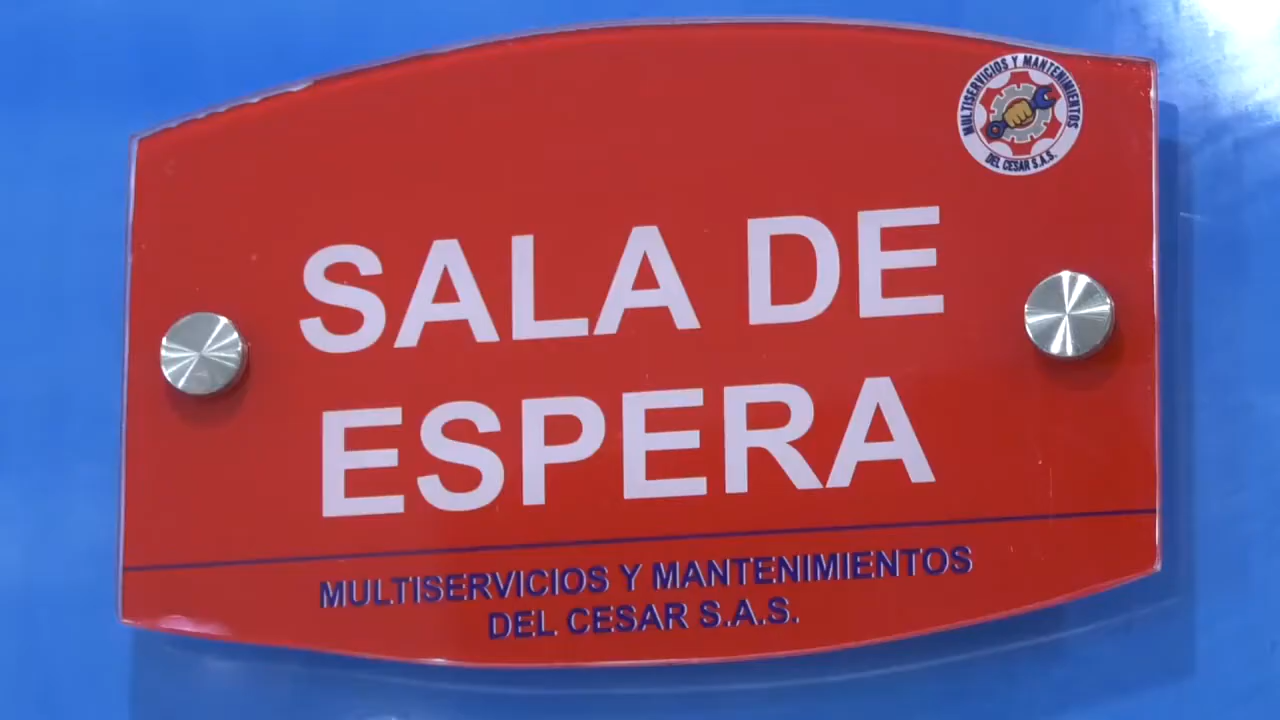 MULTISERVICIOS Y MANTENIMIENTOS
DEL CESAR S.A.S.
SALA DE
ESPERA
MULTISERVICIOS Y MANTENIMIENTOS
DEL CESAR S.A.S.